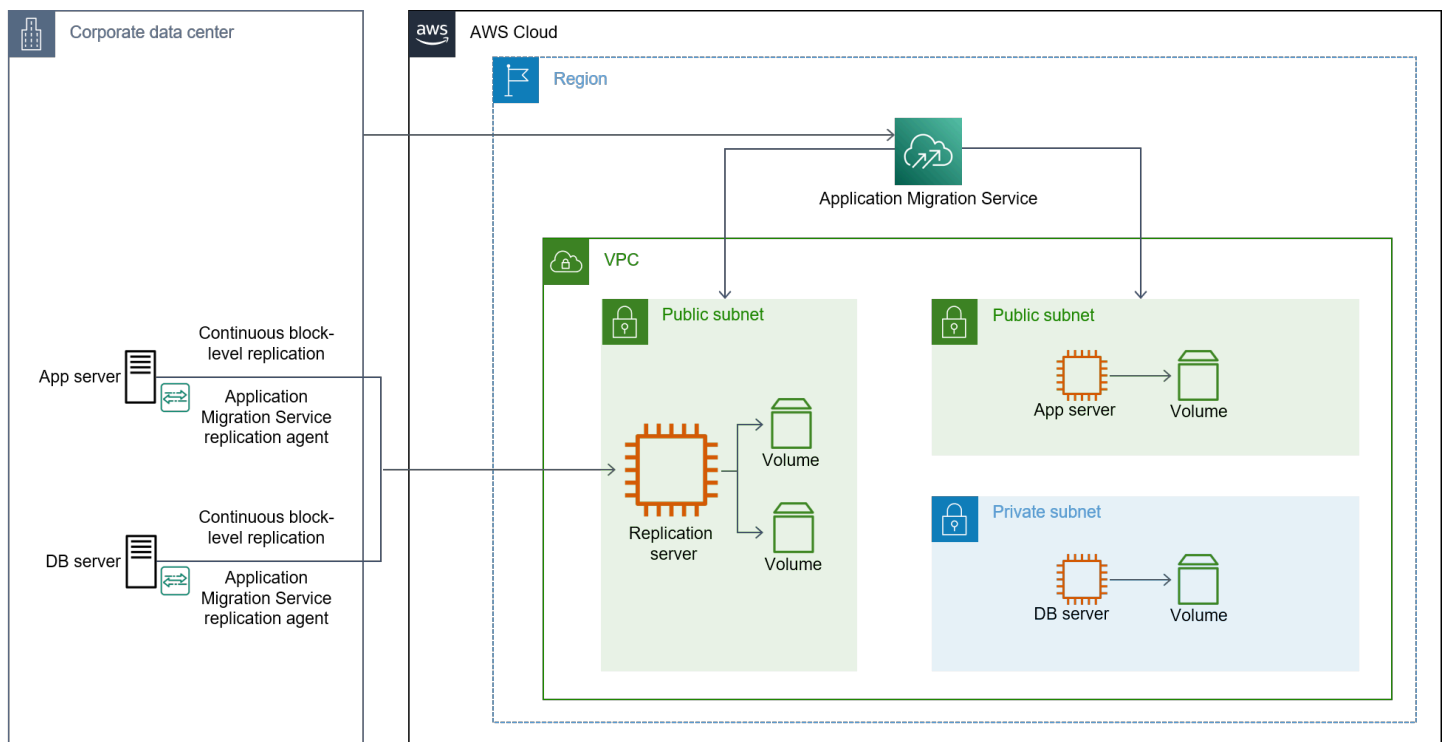 Corporate data center
aws
AWS Cloud
Region
Application Migration Service
VPC
Public subnet
Public subnet
Continuous block-
level replication
App server
Application
Migration Service
replication agent
App server
Volume
Volume
Replication
server
Continuous block-
level replication
DB server
Application
Migration Service
replication agent
Volume
Private subnet
DB server
Volume